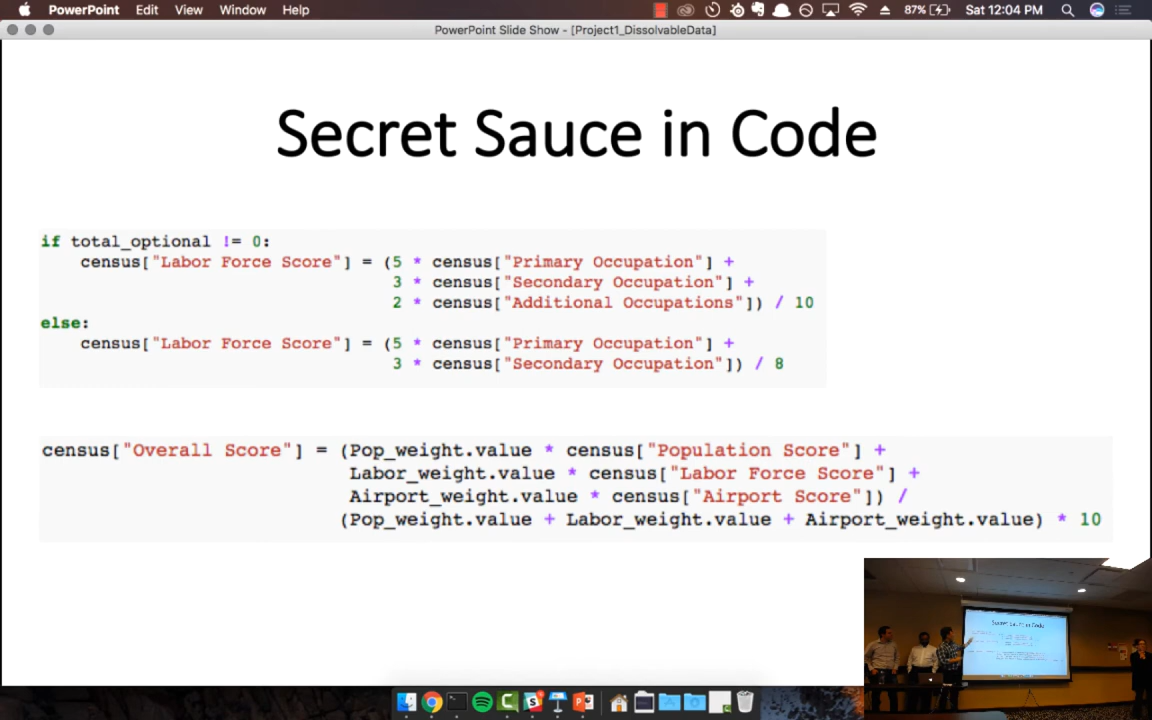 PowerPoint Edit View Window Help 87% Sat 12:04 PM
PowerPoint Slide Show - [Project1_DissolvableData]
Secret Sauce in Code
if total_optional != 0:
census["Labor Force Score"] = (5 * census["Primary Occupation"] +
3 * census["Secondary Occupation"] +
2 * census["Additional Occupations"]) / 10
else:
census["Labor Force Score"] = (5 * census["Primary Occupation"] +
3 * census["Secondary Occupation"]) / 8
census["Overall Score"] = (Pop_weight.value * census["Population Score"] +
Labor_weight.value * census["Labor Force Score"] +
Airport_weight.value * census["Airport Score"]) /
(Pop_weight.value + Labor_weight.value + Airport_weight.value) * 10
Secret Sauce in Code